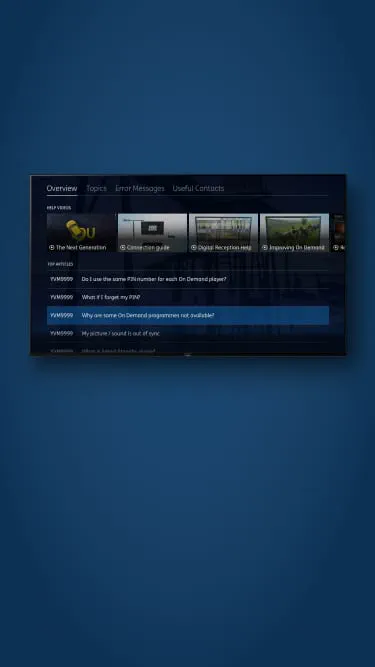 Overview Topics Error Messages Useful Contacts
HELP VIDEOS
The Next Generation Connection guide Digital Reception Help Improving On Demand
TOP ARTICLES
YVM9999 Do I use the same PIN number for each On Demand player?
YVM9999 What if I forget my PIN?
YVM9999 Why are some On Demand programmes not available?
YVM9999 My picture / sound is out of sync
YVM9999